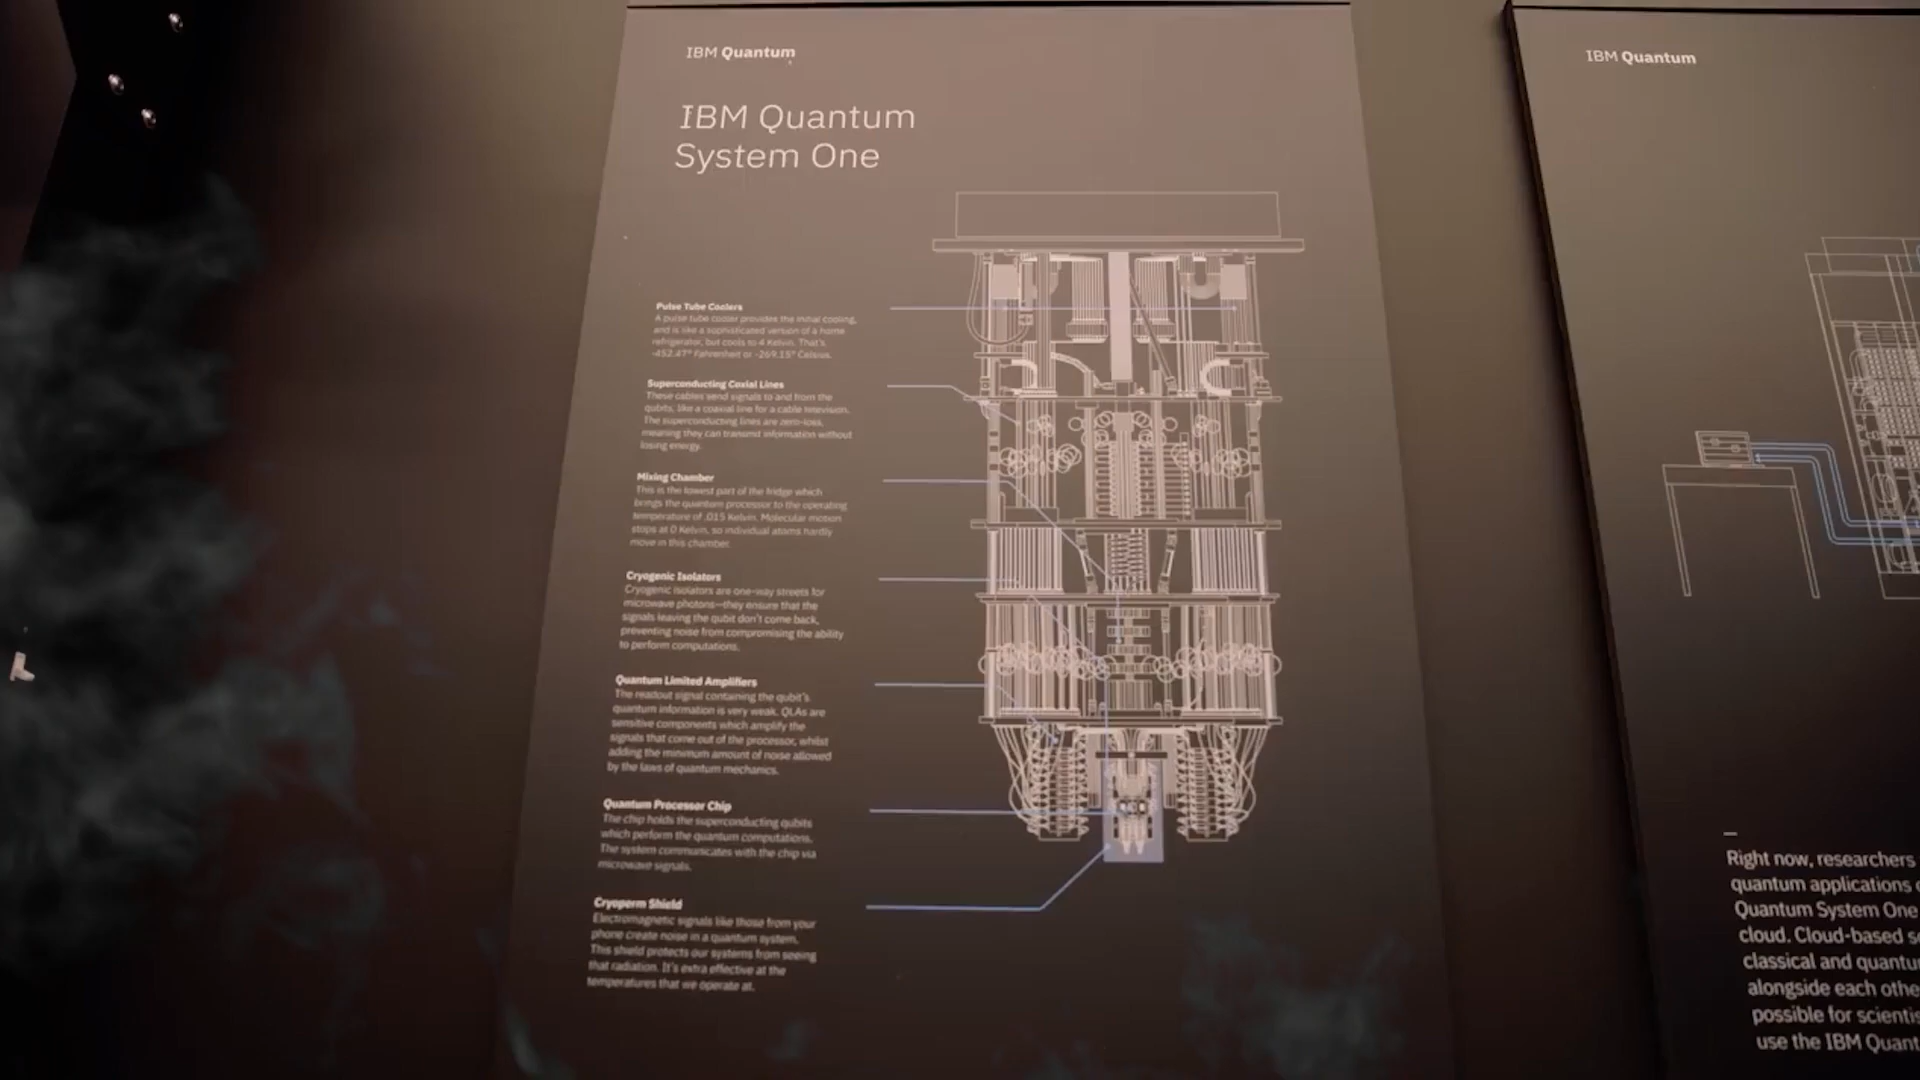 IBM Quantum
IBM Quantum
System One
Pulse Tube Coolers
A pulse tube cooler provides the initial cooling,
and is like a sophisticated version of a home
refrigerator, but cools to 4 Kelvin. That's
-452.47° Fahrenheit or -269.15° Celsius.
Superconducting Coaxial Lines
These cables send signals to and from the
qubits, like a coaxial line for a cable television.
The superconducting lines are zero-loss,
meaning they can transmit information without
losing energy.
Mixing Chamber
This is the lowest part of the fridge which
brings the quantum processor to the operating
temperature of .015 Kelvin. Molecular motion
stops at 0 Kelvin, so individual atoms hardly
move in this chamber.
Cryogenic Isolators
Cryogenic isolators are one-way streets for
microwave photons—they ensure that the
signals leaving the qubit don't come back,
preventing noise from compromising the ability
to perform computations.
Quantum Limited Amplifiers
The readout signal containing the qubit's
quantum information is very weak. QLAs are
sensitive components which amplify the
signals that come out of the processor, whilst
adding the minimum amount of noise allowed
by the laws of quantum mechanics.
Quantum Processor Chip
The chip holds the superconducting qubits
which perform the quantum computations.
The system communicates with the chip via
microwave signals.
Cryoperm Shield
Electromagnetic signals like those from your
phone create noise in a quantum system.
This shield protects our systems from seeing
that radiation. It's extra effective at the
temperatures that we operate at.
IBM Quantum
Right now, researchers
quantum applications
Quantum System One
cloud. Cloud-based
classical and
alongside
possible for
use the IBM